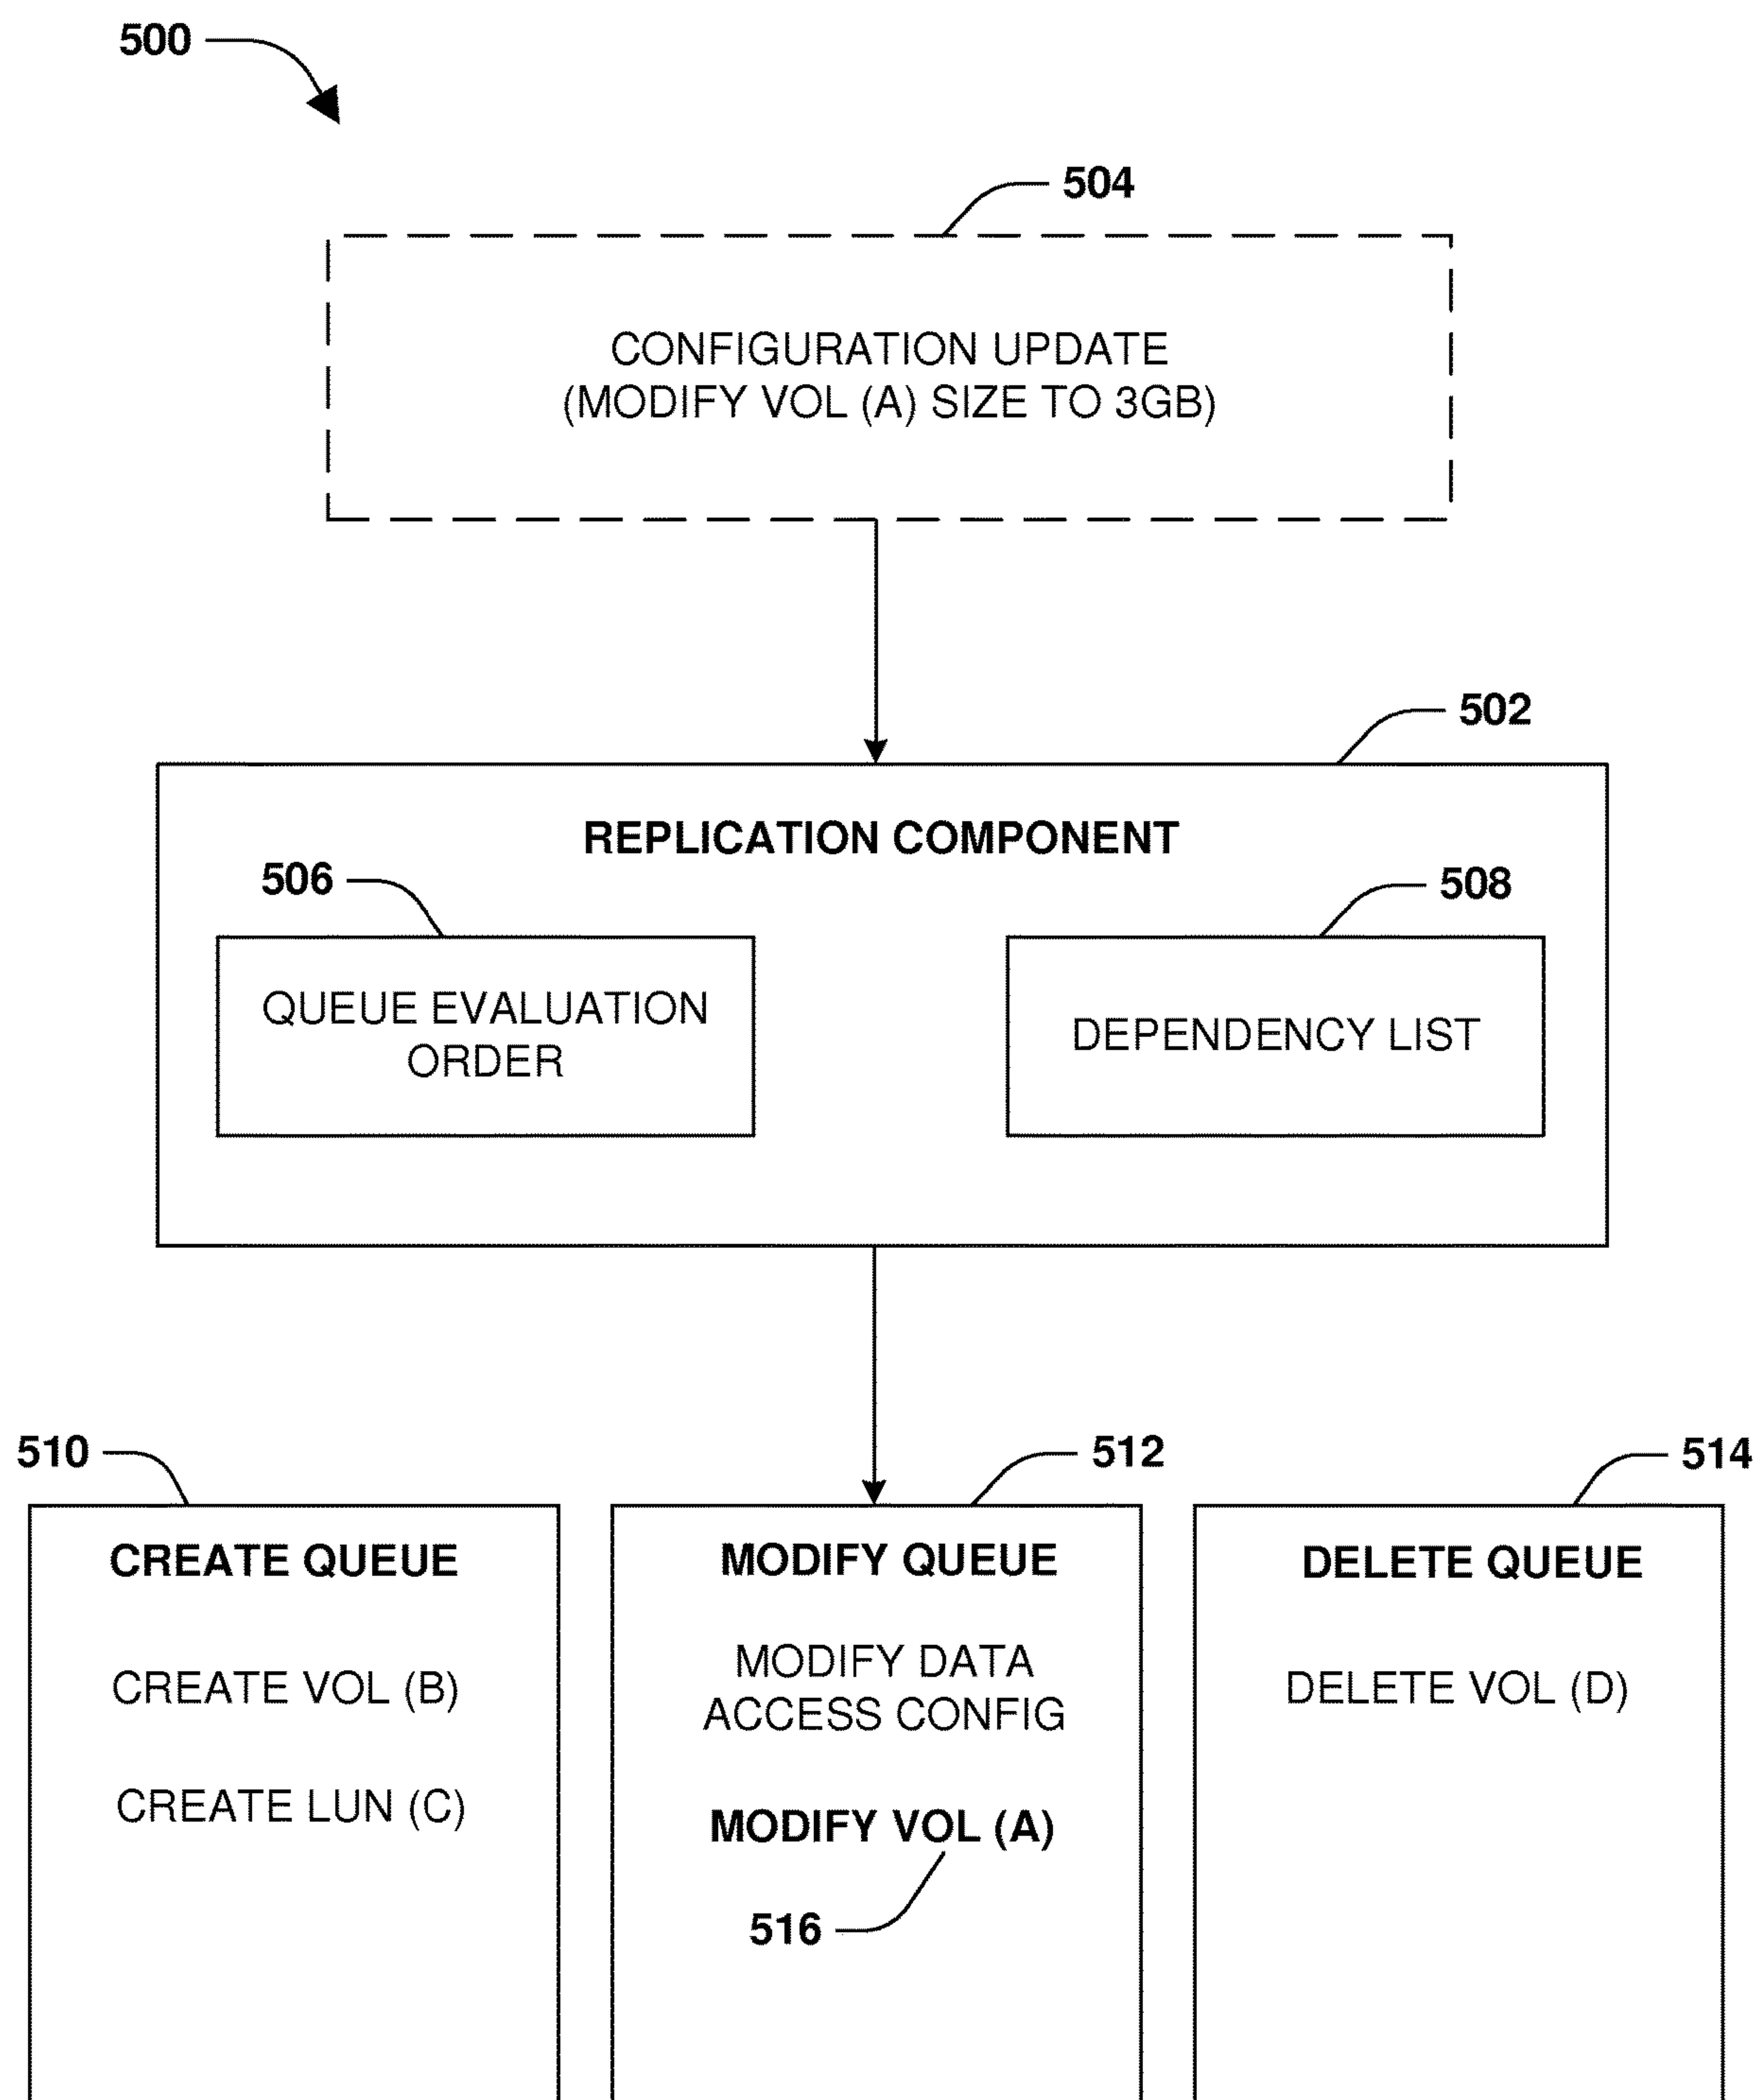 500
504
CONFIGURATION UPDATE
(MODIFY VOL (A) SIZE TO 3GB)
502
REPLICATION COMPONENT
506
508
QUEUE EVALUATION
ORDER
DEPENDENCY LIST
510
512
514
CREATE QUEUE
CREATE VOL (B)
CREATE LUN (C)
MODIFY QUEUE
MODIFY DATA
ACCESS CONFIG
MODIFY VOL (A)
516
DELETE QUEUE
DELETE VOL (D)